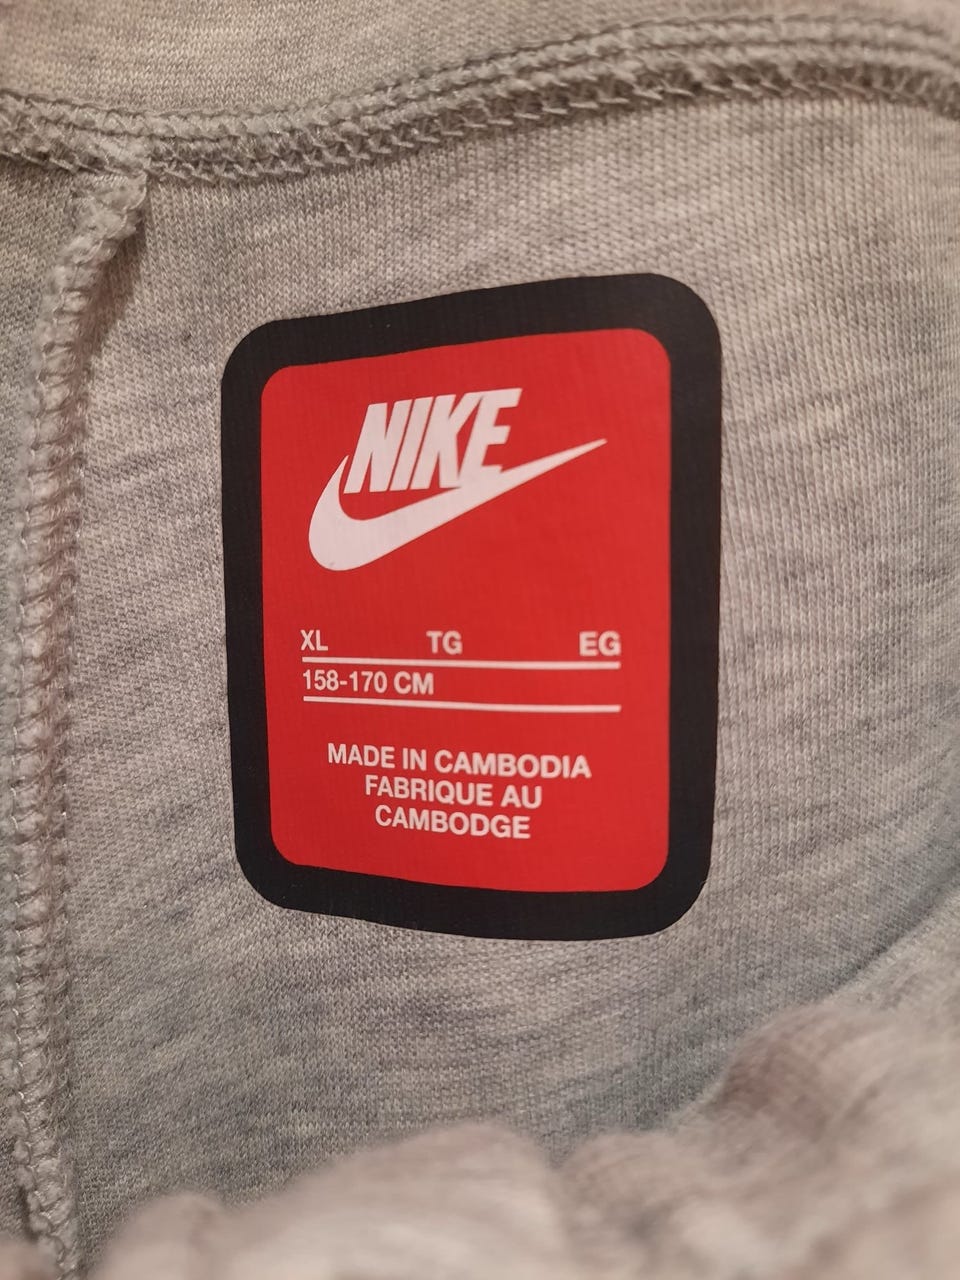 NIKE
XL TG EG
158-170 CM
MADE IN CAMBODIA
FABRIQUE AU
CAMBODGE